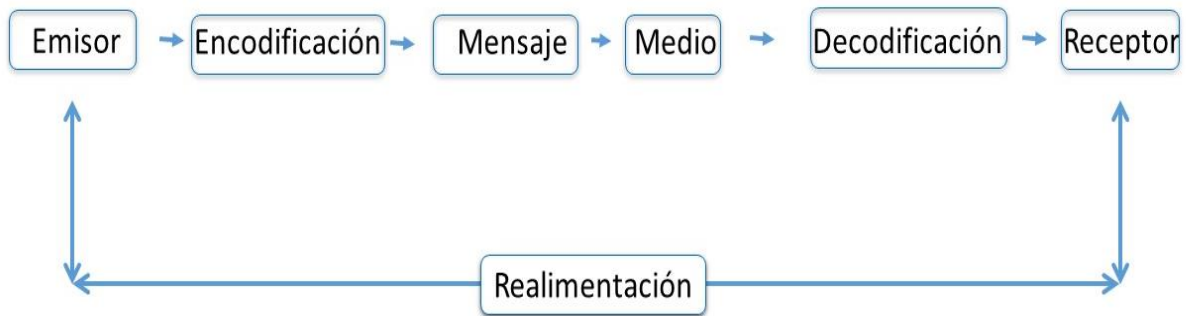 Emisor Encodificación Mensaje Medio Decodificación Receptor
Realimentación